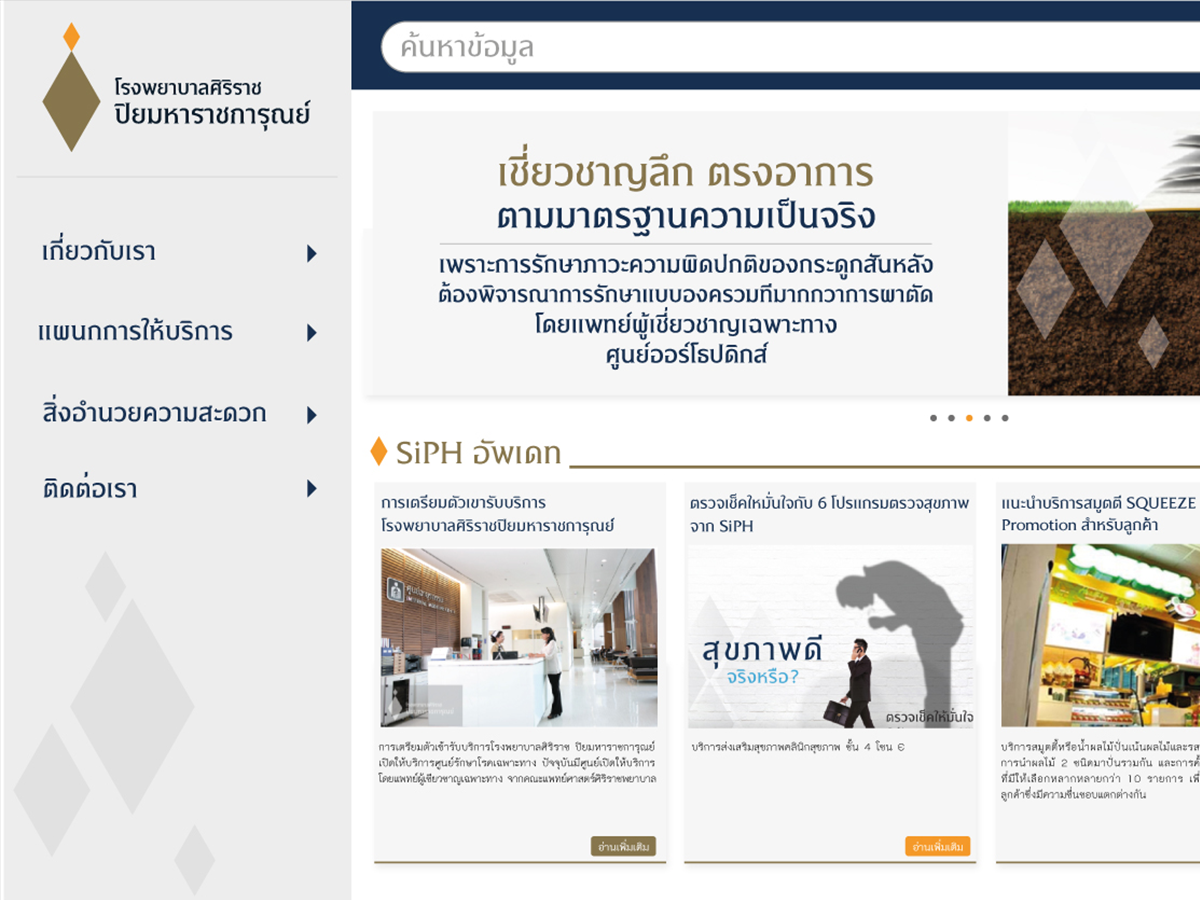 โรงพยาบาลศิริราช
ปิยมหาราชการุณย์
ค้นหาข้อมูล
เกี่ยวกับเรา
แผนกการให้บริการ
สิ่งอำนวยความสะดวก
ติดต่อเรา
เชี่ยวชาญลึก ตรงอาการ
ตามมาตรฐานความเป็นจริง
เพราะการรักษาภาวะความผิดปกติของกระดูกสันหลัง
ต้องพิจารณาการรักษาแบบองครวมที่มากกวาการผาตัด
โดยแพทย์ผู้เชี่ยวชาญเฉพาะทาง
ศูนย์ออร์โธปดิกส์
SiPH อัพเดท
การเตรียมตัวเขารับบริการ
โรงพยาบาลศิริราชปิยมหาราชการุณย์
การเตรียมตัวเข้ารับบริการโรงพยาบาลศิริราช ปิยมหาราชการุณย์
เปิดให้บริการศูนย์รักษาโรคเฉพาะทาง ปัจจุบันมีศูนย์เปิดให้บริการ
โดยแพทย์ผู้เชี่ยวชาญเฉพาะทาง จากคณะแพทย์ศาสตร์ศิริราชพยาบาล
อ่านเพิ่มเติม
ตรวจเช็คใหมั่นใจกับ 6 โปรแกรมตรวจสุขภาพ
จาก SiPH
สุขภาพดี
จริงหรือ?
ตรวจเช็คให้มั่นใจ
บริการส่งเสริมสุขภาพคลินิกสุขภาพ ชั้น 4 โซน E
อ่านเพิ่มเติม
แนะนำบริการสมูตตี SQUEEZE
Promotion สำหรับลูกค้า
บริการสมูตตี้หรือน้ำผลไม้ปั่นเน้นผลไม้และรส
การนำผลไม้ 2 ชนิดมาปั่นรวมกัน และการค้
ที่มีให้เลือกหลากหลายกว่า 10 รายการ เพื่
ลูกค้าซึ่งมีความชื่นชอบแตกต่างกัน